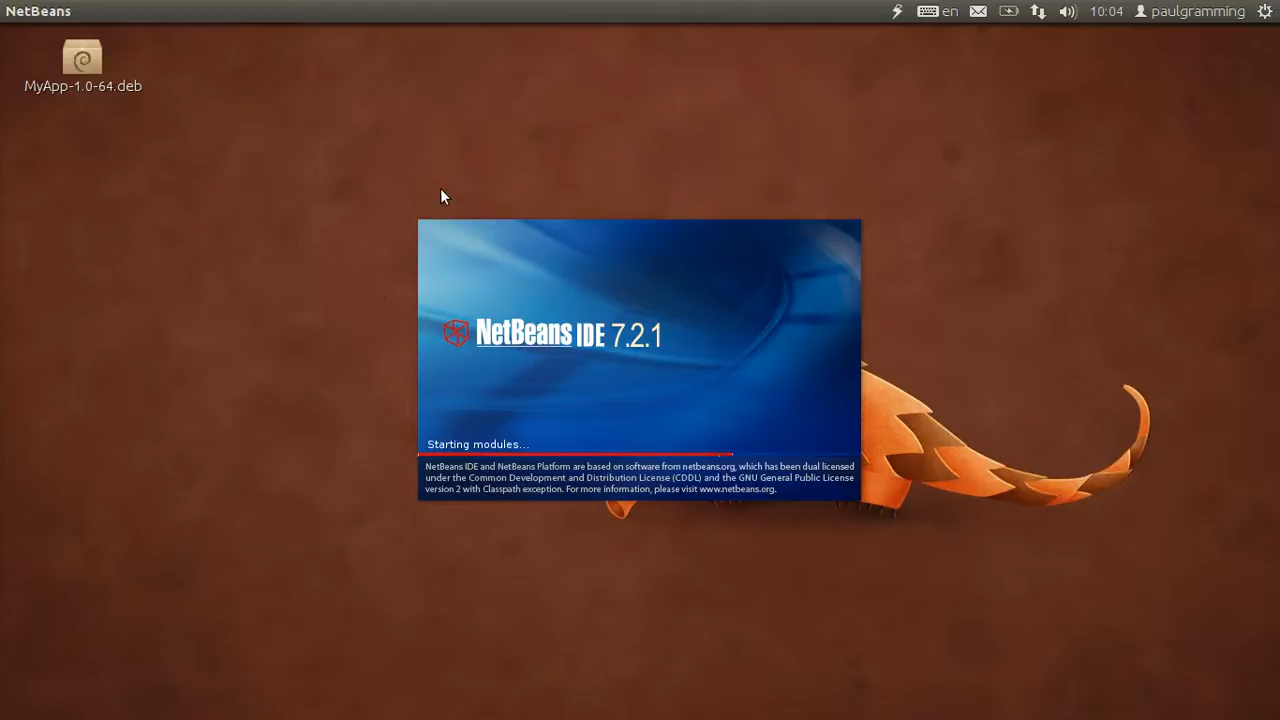 NetBeans
en
10:04
paulgramming
MyApp-1.0-64.deb
NetBeans IDE 7.2.1
Starting modules...
NetBeans IDE and NetBeans Platform are based on software from netbeans.org, which has been dual licensed
under the Common Development and Distribution License (CDDL) and the GNU General Public License
version 2 with Classpath exception. For more information, please visit www.netbeans.org.